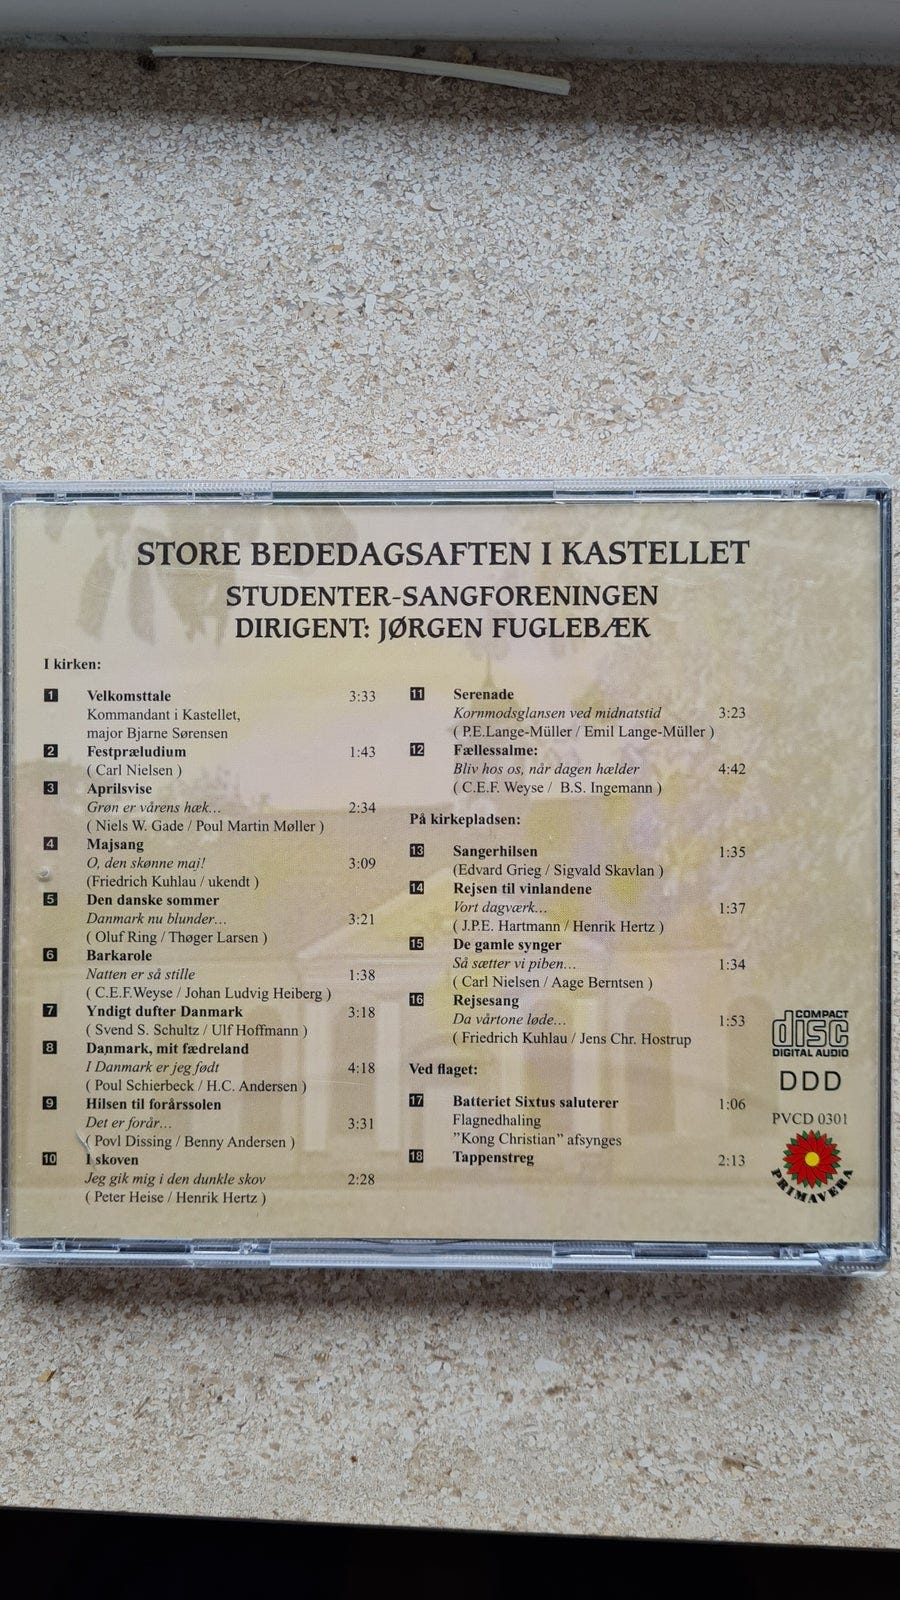 STORE BEDEDAGSAFTEN I KASTELLET
STUDENTER-SANGFORENINGEN
DIRIGENT: JØRGEN FUGLEBÆK
I kirken:
1 Velkomsttale 3:33
Kommandant i Kastellet,
major Bjarne Sørensen
2 Festpræludium 1:43
( Carl Nielsen )
3 Aprilsvise
Grøn er vårens hæk... 2:34
( Niels W. Gade / Poul Martin Møller )
4 Majsang
O, den skønne maj! 3:09
(Friedrich Kuhlau / ukendt )
5 Den danske sommer
Danmark nu blunder... 3:21
( Oluf Ring / Thøger Larsen )
6 Barkarole
Natten er så stille 1:38
( C.E.F.Weyse / Johan Ludvig Heiberg )
7 Yndigt dufter Danmark 3:18
( Svend S. Schultz / Ulf Hoffmann )
8 Danmark, mit fædreland
I Danmark er jeg født 4:18
( Poul Schierbeck / H.C. Andersen )
9 Hilsen til forårssolen
Det er forår... 3:31
( Povl Dissing / Benny Andersen )
10 I skoven
Jeg gik mig i den dunkle skov 2:28
( Peter Heise / Henrik Hertz )
11 Serenade
Kornmodsglansen ved midnatstid 3:23
( P.E.Lange-Müller / Emil Lange-Müller )
12 Fællessalme:
Bliv hos os, når dagen hælder 4:42
( C.E.F. Weyse / B.S. Ingemann )
På kirkepladsen:
13 Sangerhilsen 1:35
(Edvard Grieg / Sigvald Skavlan )
14 Rejsen til vinlandene
Vort dagværk... 1:37
( J.P.E. Hartmann / Henrik Hertz )
15 De gamle synger
Så sætter vi piben... 1:34
( Carl Nielsen / Aage Berntsen )
16 Rejsesang
Da vårtone løde... 1:53
( Friedrich Kuhlau / Jens Chr. Hostrup
Ved flaget:
17 Batteriet Sixtus saluterer 1:06
Flagnedhaling
”Kong Christian” afsynges
18 Tappenstreg 2:13
COMPACT
disc
DIGITAL AUDIO
DDD
PVCD 0301
PRIMAVERA